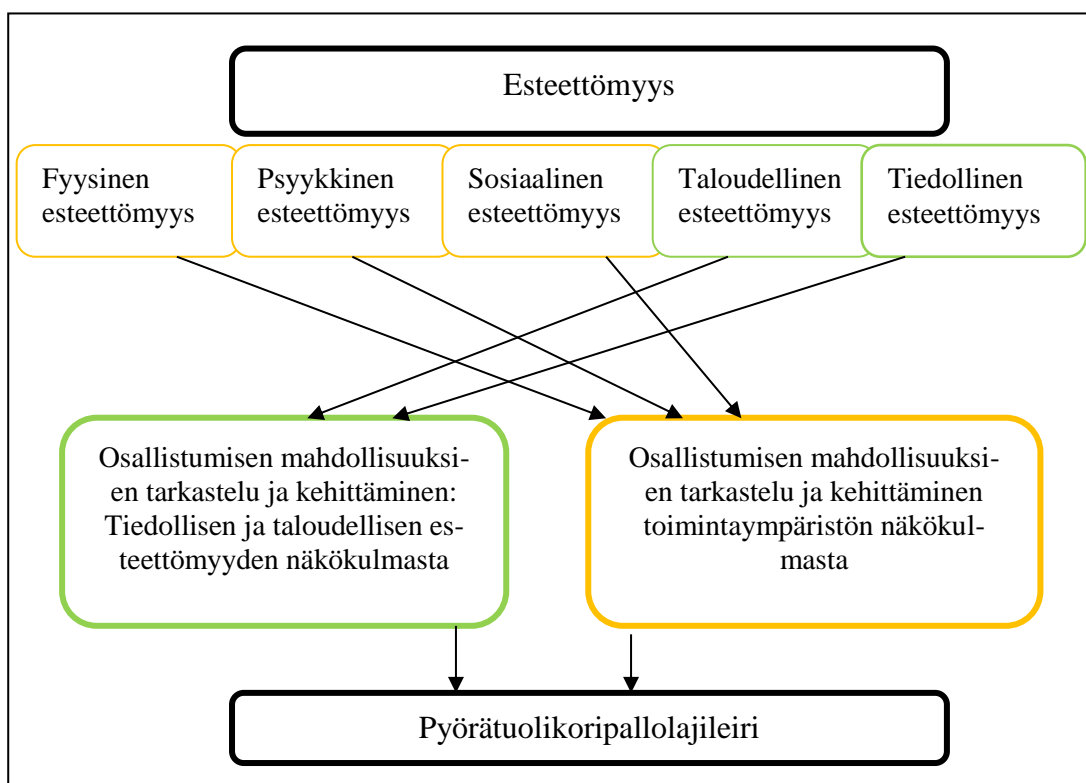 Esteettömyys
Fyysinen
esteettömyys
Psyykkinen
esteettömyys
Sosiaalinen
esteettömyys
Taloudellinen
esteettömyys
Tiedollinen
esteettömyys
Osallistumisen mahdollisuuksi-
en tarkastelu ja kehittäminen:
Tiedollisen ja taloudellisen es-
teettömyyden näkökulmasta
Osallistumisen mahdollisuuksi-
en tarkastelu ja kehittäminen
toimintaympäristön näkökul-
masta
Pyörätuolikoripallolajileiri